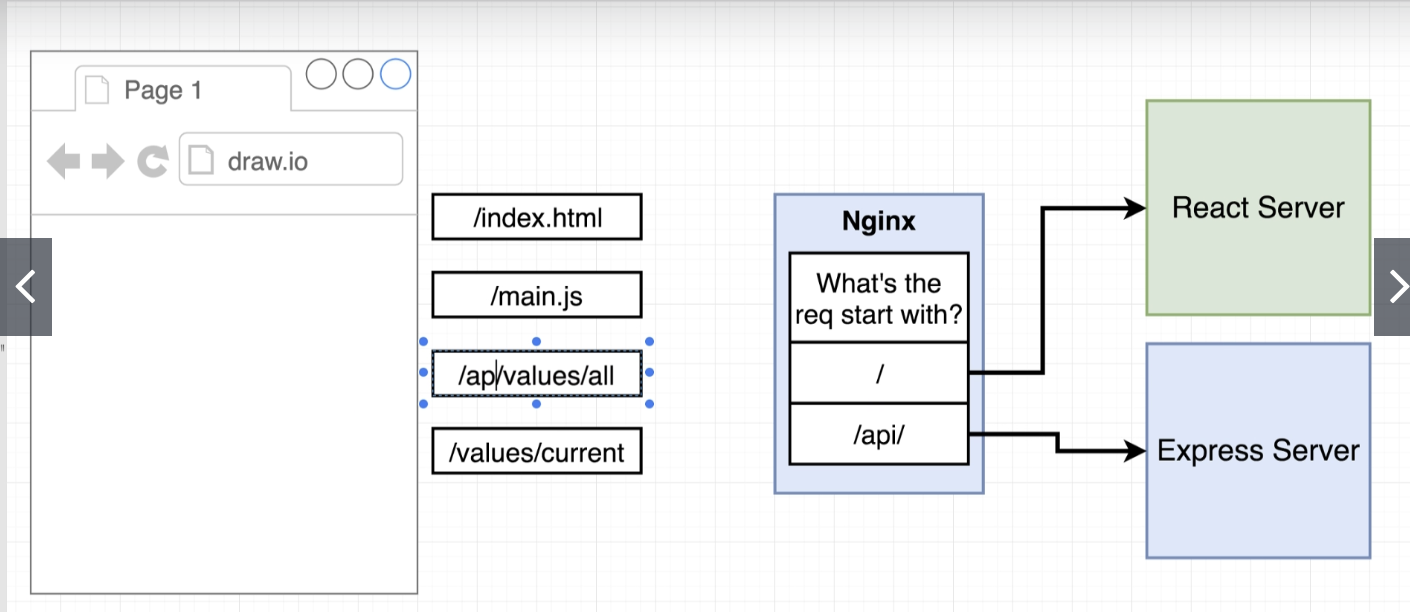 Page 1
draw.io
/index.html
/main.js
/ap/values/all
/values/current
Nginx
What's the
req start with?
/
/api/
React Server
Express Server
"